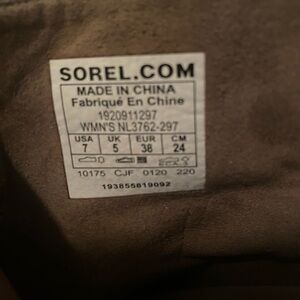 SOREL.COM
MADE IN CHINA
Fabriqué En Chine
1920911297
WMN'S NL3762-297
USA UK EUR CM
7 5 38 24
10175 CJF 0120 220
193855819092